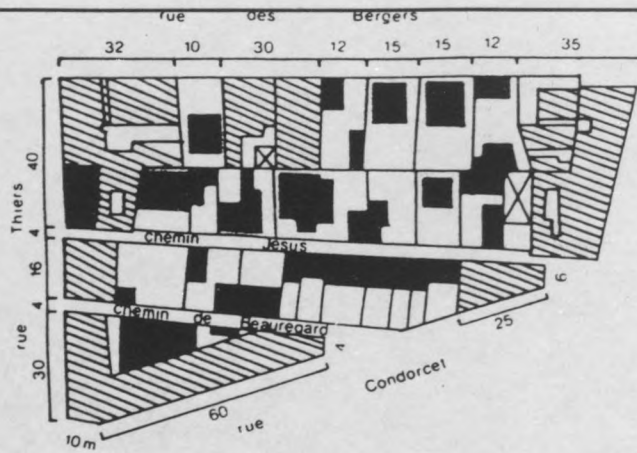 rue des Bergers
32 10 30 12 15 15 12 35
40
Thiers
4
chemin Jésus
16
6
4
chemin de Beauregard
25
rue
30
4
Condorcet
60
rue
10 m